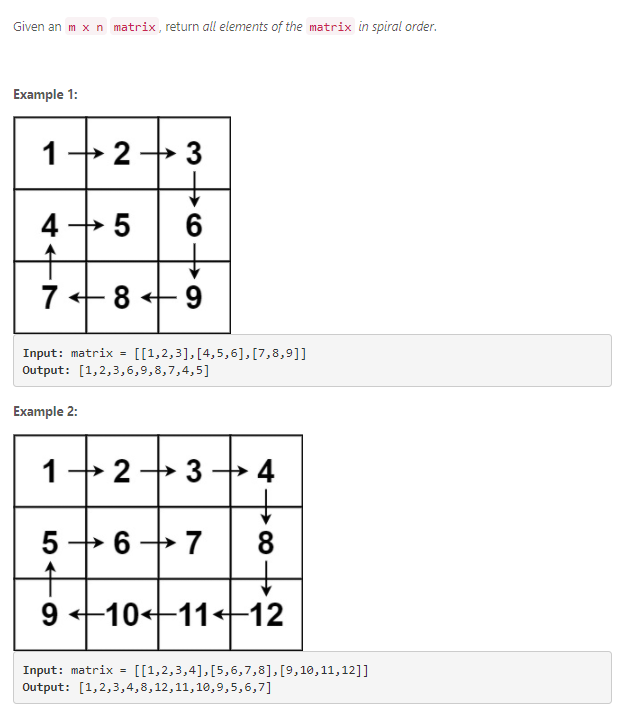 Given an m x n matrix, return all elements of the matrix in spiral order.
Example 1:
1 2 3
4 5 6
7 8 9
Input: matrix = [[1,2,3],[4,5,6],[7,8,9]]
Output: [1,2,3,6,9,8,7,4,5]
Example 2:
1 2 3 4
5 6 7 8
9 10 11 12
Input: matrix = [[1,2,3,4],[5,6,7,8],[9,10,11,12]]
Output: [1,2,3,4,8,12,11,10,9,5,6,7]